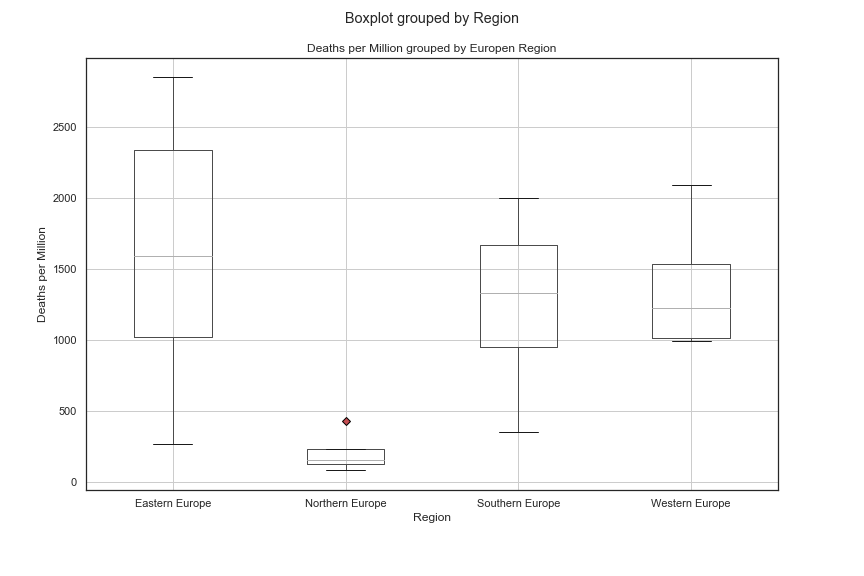 Boxplot grouped by Region
Deaths per Million grouped by Europen Region
Deaths per Million
2500
2000
1500
1000
500
0
Eastern Europe
Northern Europe
Southern Europe
Western Europe
Region